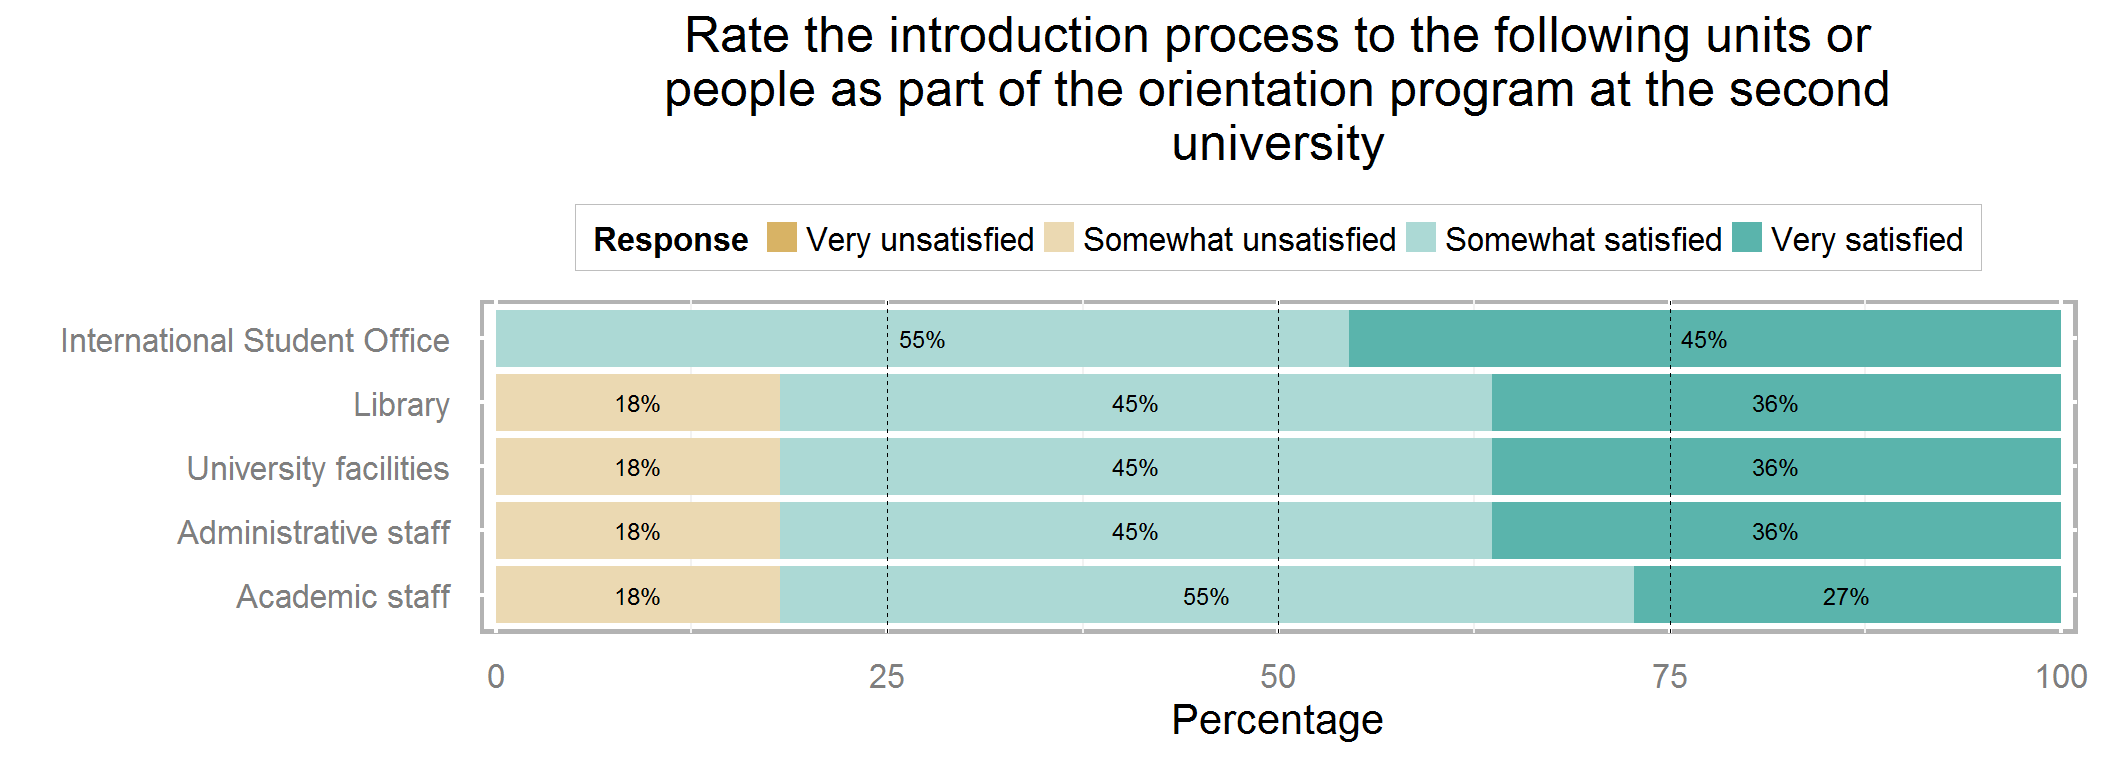 Rate the introduction process to the following units or
people as part of the orientation program at the second
university
Response Very unsatisfied Somewhat unsatisfied Somewhat satisfied Very satisfied
International Student Office 55% 45%
Library 18% 45% 36%
University facilities 18% 45% 36%
Administrative staff 18% 45% 36%
Academic staff 18% 55% 27%
0 25 50 75 100
Percentage